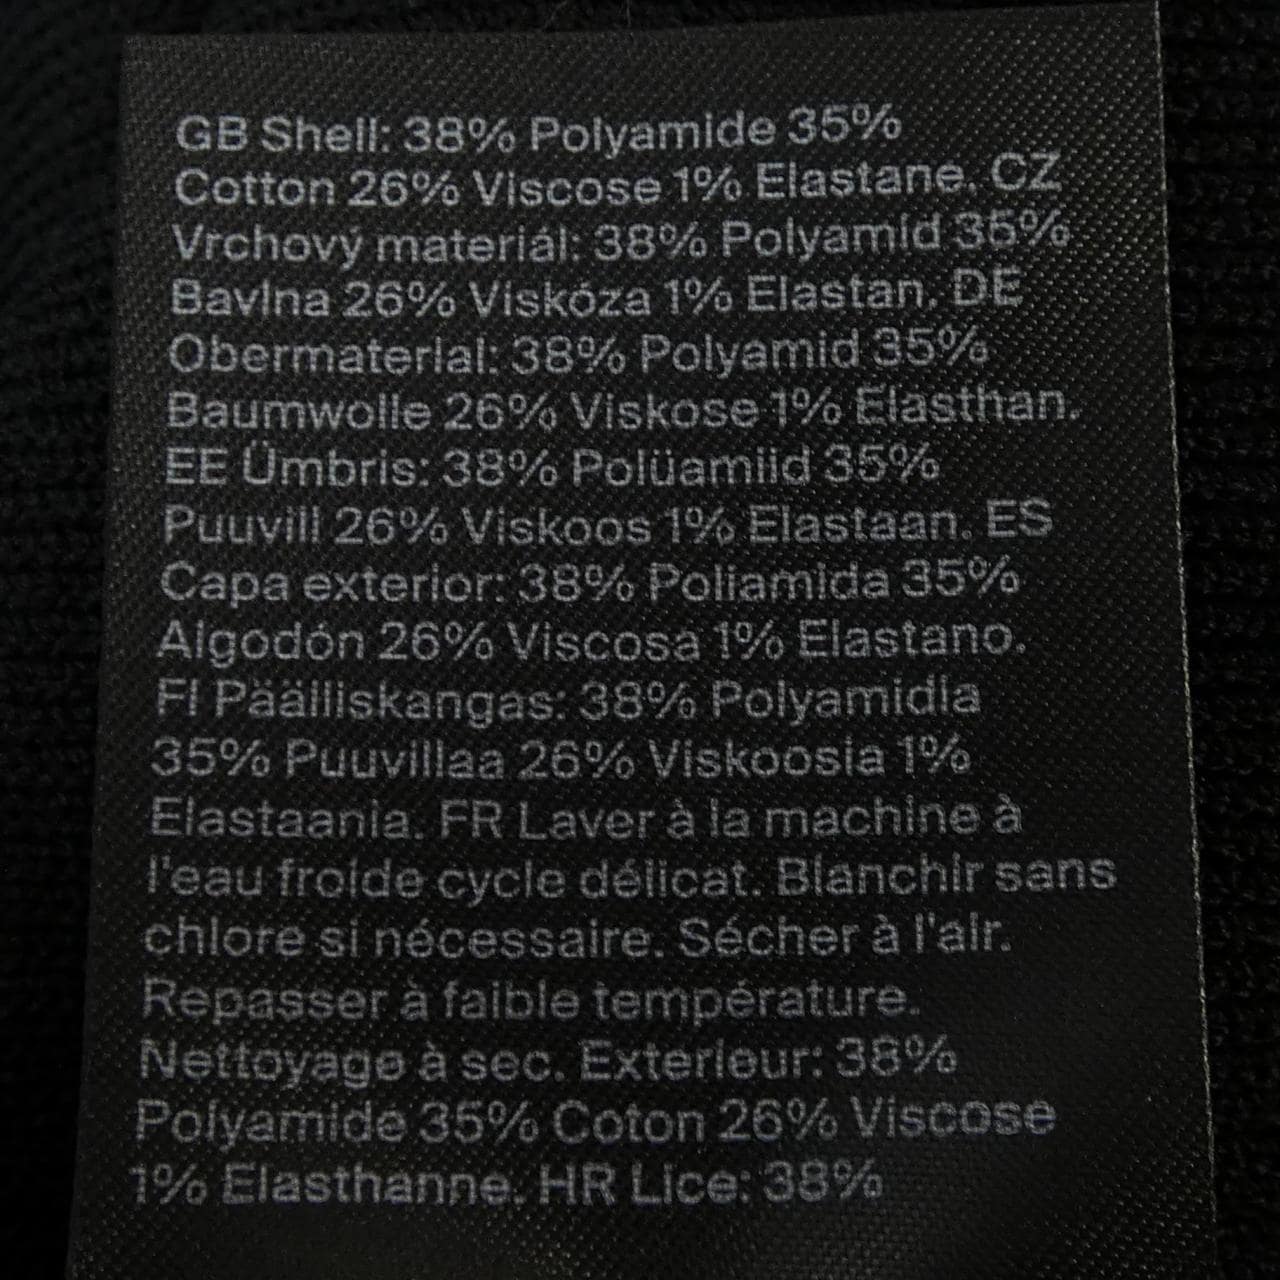 GB Shell: 38% Polyamide 35%
Cotton 26% Viscose 1% Elastane. CZ
Vrchový materiál: 38% Polyamid 35%
Bavlna 26% Viskóza 1% Elastan. DE
Obermaterial: 38% Polyamid 35%
Baumwolle 26% Viskose 1% Elasthan.
EE Ümbris: 38% Polüamiid 35%
Puuvill 26% Viskoos 1% Elastaan. ES
Capa exterior: 38% Poliamida 35%
Algodón 26% Viscosa 1% Elastano.
FI Päälliskangas: 38% Polyamidia
35% Puuvillaa 26% Viskoosia 1%
Elastaania. FR Laver à la machine à
l'eau froide cycle délicat. Blanchir sans
chlore si nécessaire. Sécher à l'air.
Repasser à faible température.
Nettoyage à sec. Exterieur: 38%
Polyamide 35% Coton 26% Viscose
1% Elasthanne. HR Lice: 38%